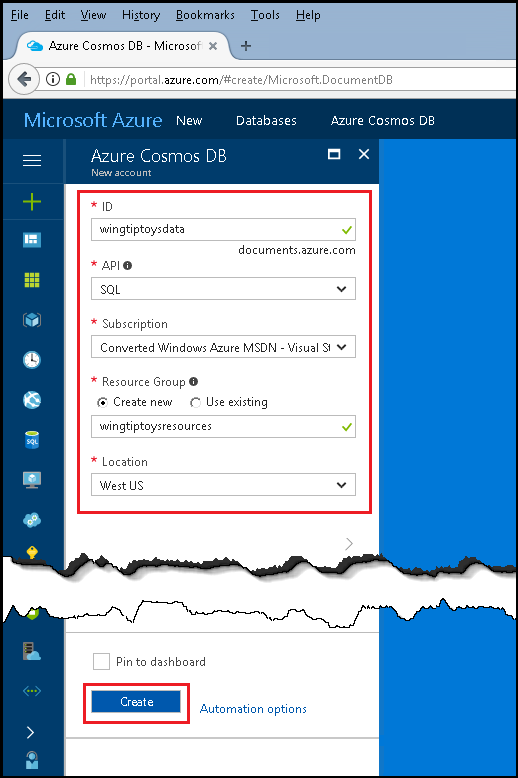 File Edit View History Bookmarks Tools Help
Azure Cosmos DB - Microsof
https://portal.azure.com/#create/Microsoft.DocumentDB
Microsoft Azure New Databases Azure Cosmos DB
Azure Cosmos DB
New account
* ID
wingtiptoysdata
documents.azure.com
* API
SQL
* Subscription
Converted Windows Azure MSDN - Visual St
* Resource Group
Create new Use existing
wingtiptoysresources
* Location
West US
SQL
Pin to dashboard
Create Automation options